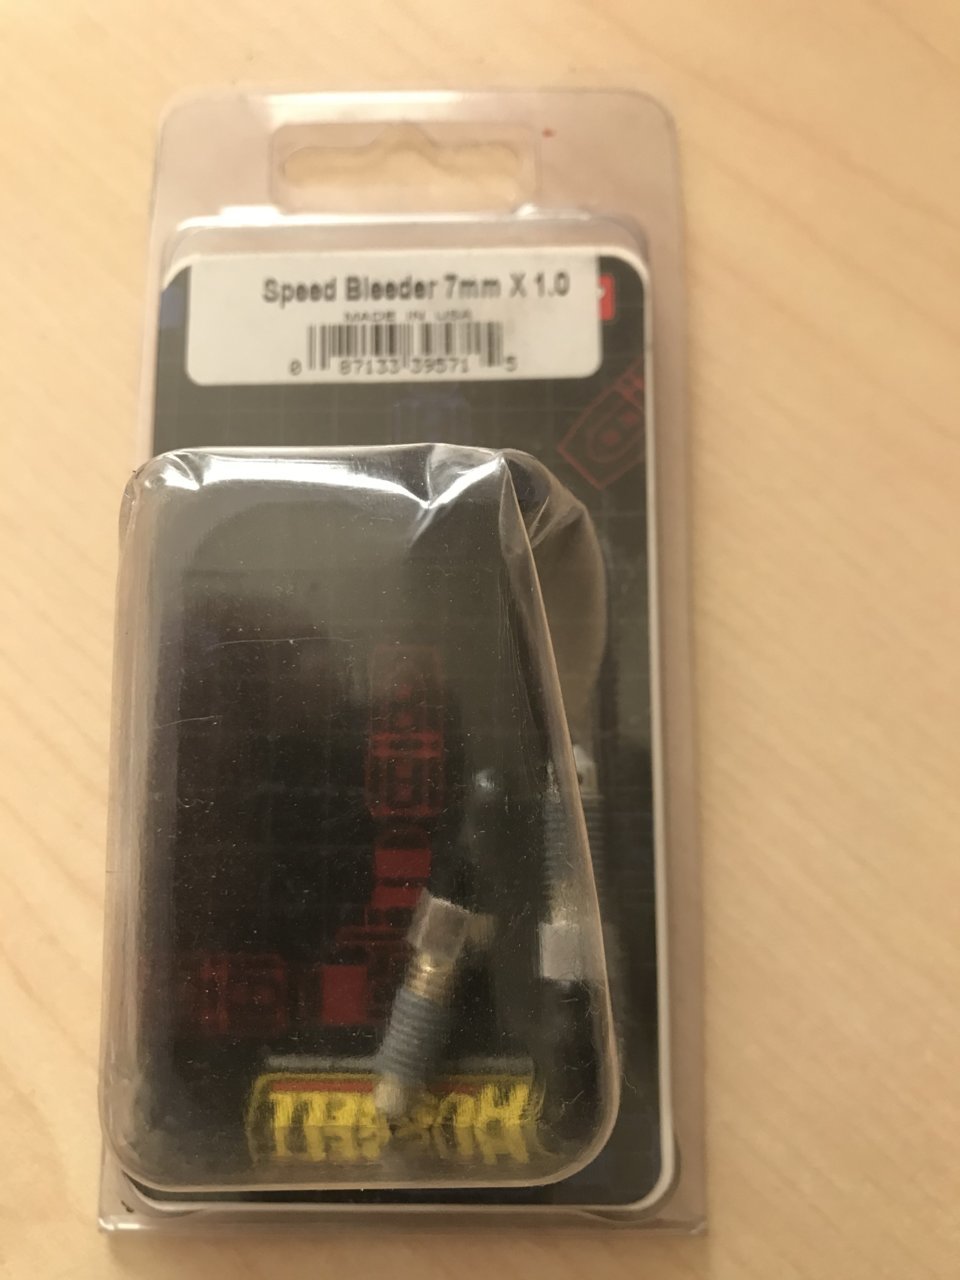 Speed Bleeder 7mm X 1.0
MADE IN USA
0 87133 39571 5